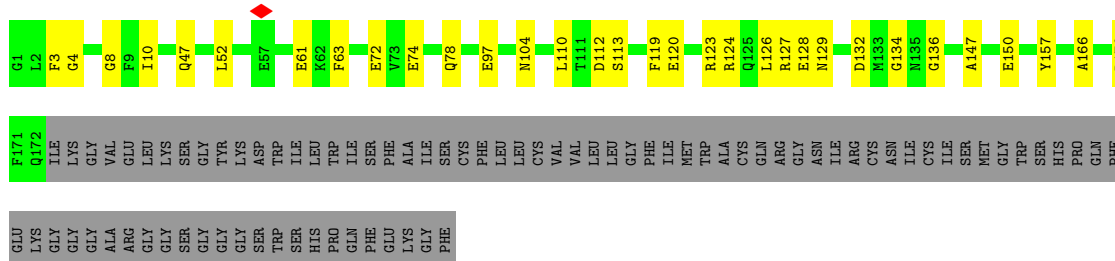 G1 L2 F3 G4 G8 F9 I10 Q47 L52 E57 E61 K62 F63 E72 V73 E74 Q78 E97 N104 L110 T111 D112 S113 F119 E120 R123 R124 Q125 L126 R127 E128 N129 D132 M133 G134 N135 G136 A147 E150 Y157 A166
F171 Q172 ILE LYS GLY VAL GLU LEU LYS SER GLY TYR LYS ASP TRP ILE LEU TRP ILE SER PHE ALA ILE SER CYS PHE LEU LEU CYS VAL VAL LEU LEU GLY PHE ILE MET TRP ALA CYS GLN ARG GLY ASN ILE ARG CYS ASN ILE CYS ILE SER MET GLY TRP SER HIS PRO GLN PHE
GLU LYS GLY GLY GLY ALA ARG GLY GLY SER GLY GLY GLY SER TRP SER HIS PRO GLN PHE GLU LYS GLY PHE